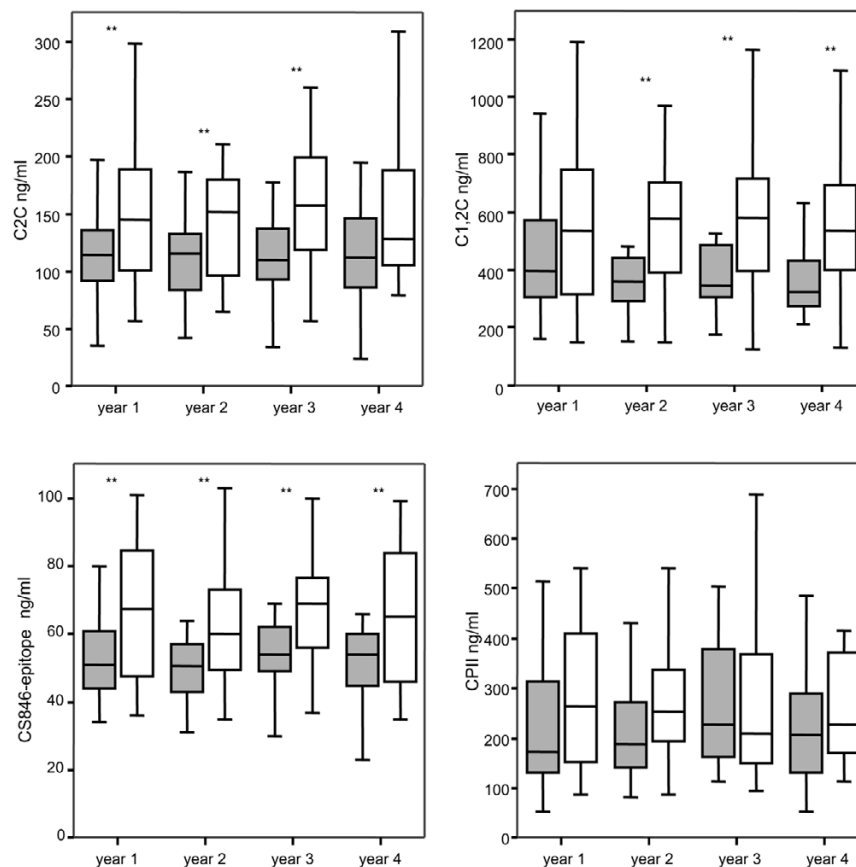 C2C ng/ml
300
250
200
150
100
50
0
**
**
**
year 1
year 2
year 3
year 4
C1,2C ng/ml
1200
1000
800
600
400
200
0
**
**
**
year 1
year 2
year 3
year 4
CS846-epitope ng/ml
100
80
60
40
20
0
**
**
**
**
year 1
year 2
year 3
year 4
CPII ng/ml
700
600
500
400
300
200
100
0
year 1
year 2
year 3
year 4